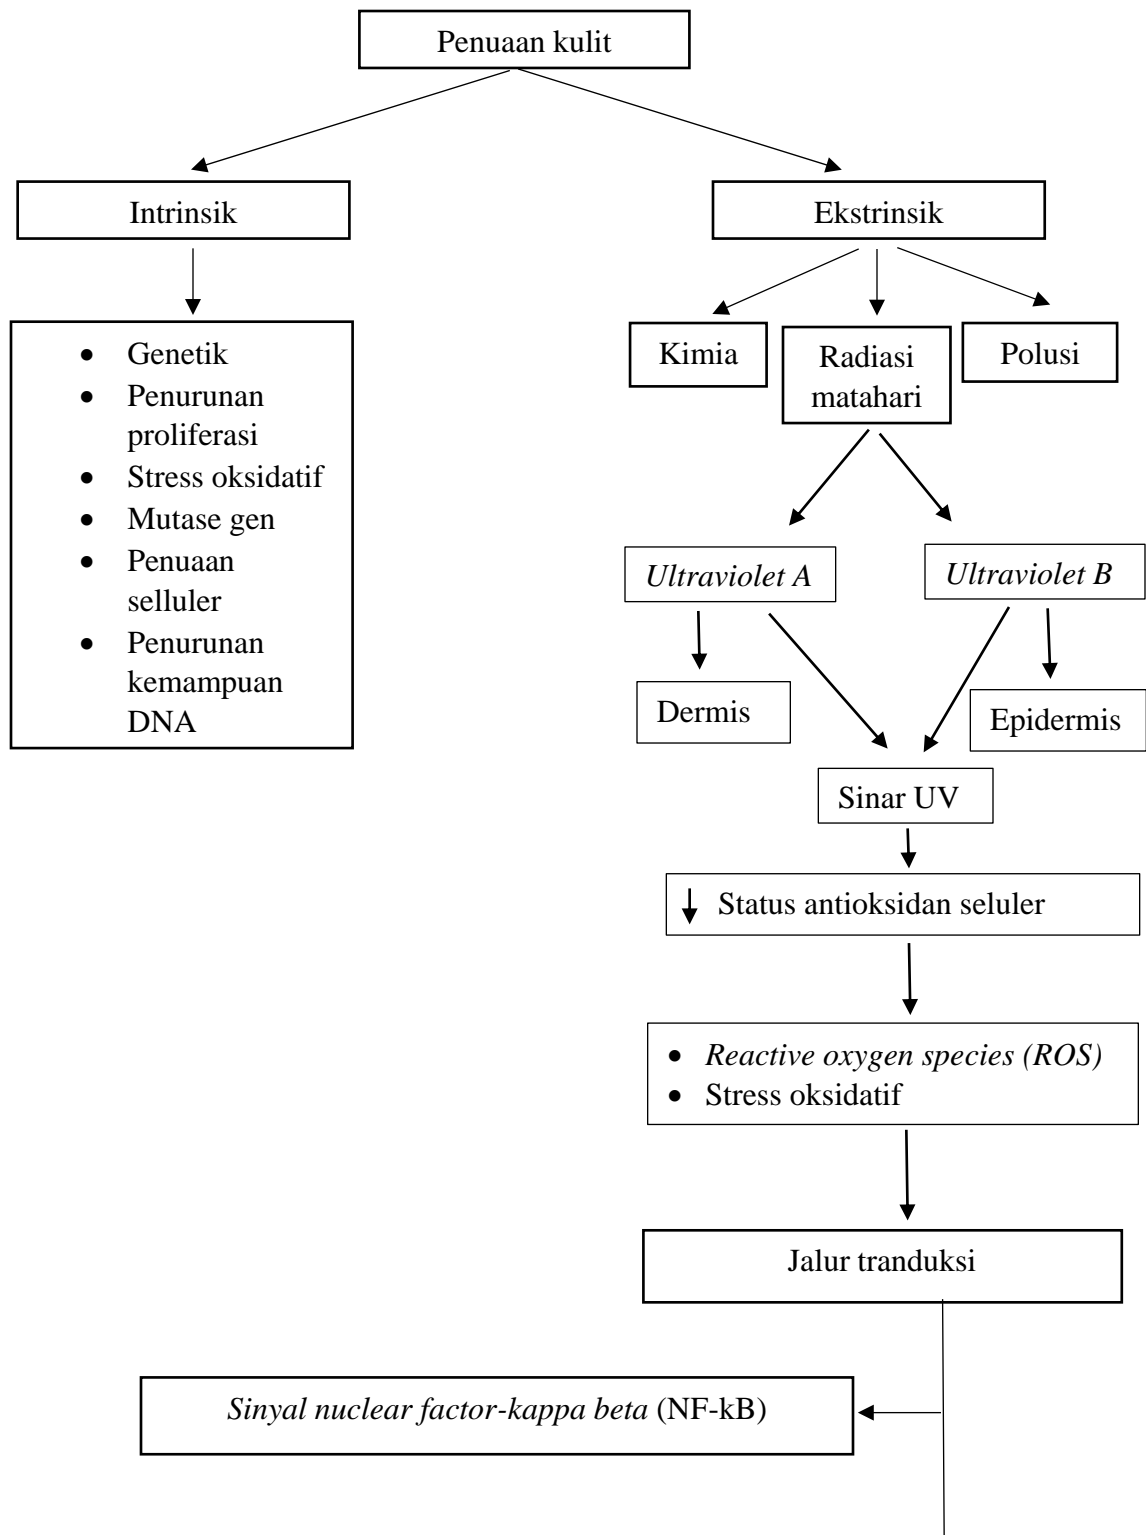 Penuaan kulit
Intrinsik
Ekstrinsik
• Genetik
• Penurunan
proliferasi
• Stress oksidatif
• Mutase gen
• Penuaan
selluler
• Penurunan
kemampuan
DNA
Kimia
Radiasi
matahari
Polusi
Ultraviolet A
Ultraviolet B
Dermis
Epidermis
Sinar UV
Status antioksidan seluler
• Reactive oxygen species (ROS)
• Stress oksidatif
Jalur tranduksi
Sinyal nuclear factor-kappa beta (NF-kB)